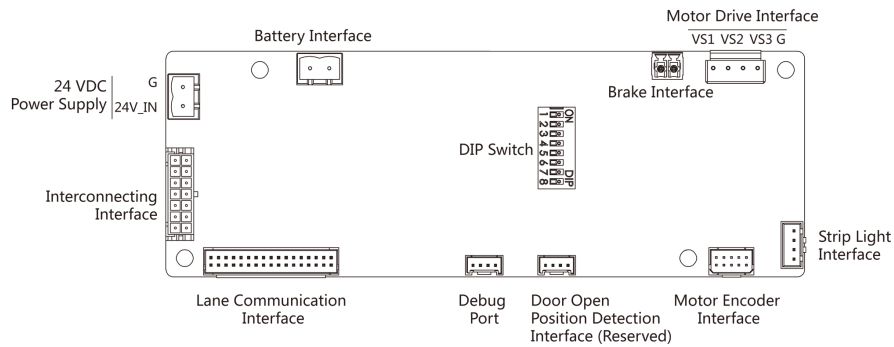 Motor Drive Interface
VS1 VS2 VS3 G
Battery Interface
24 VDC
Power Supply
G
24V_IN
Brake Interface
DIP Switch
ON
1 2 3 4 5 6 7 8
DIP
Interconnecting
Interface
Strip Light
Interface
Lane Communication
Interface
Debug
Port
Door Open
Position Detection
Interface (Reserved)
Motor Encoder
Interface